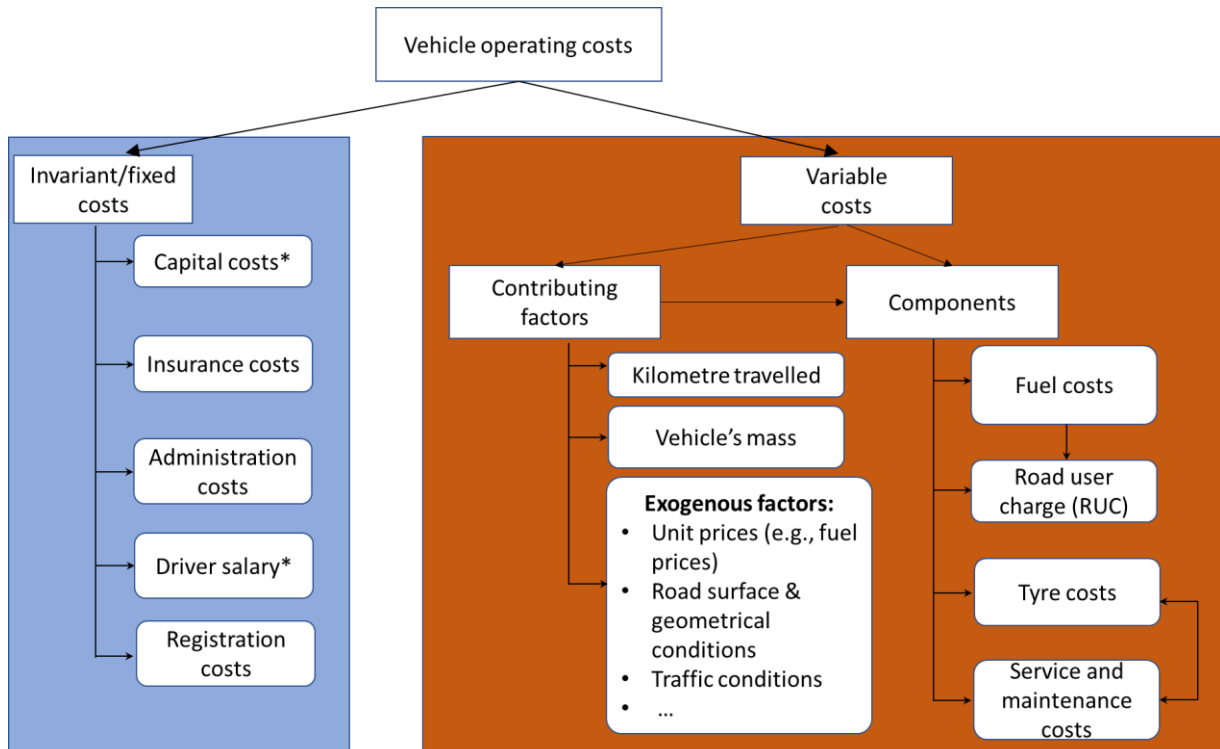 Vehicle operating costs
Invariant/fixed
costs
Capital costs*
Insurance costs
Administration
costs
Driver salary*
Registration
costs
Variable
costs
Contributing
factors
Kilometre travelled
Vehicle’s mass
Exogenous factors:
• Unit prices (e.g., fuel
prices)
• Road surface &
geometrical
conditions
• Traffic conditions
• ...
Components
Fuel costs
Road user
charge (RUC)
Tyre costs
Service and
maintenance
costs